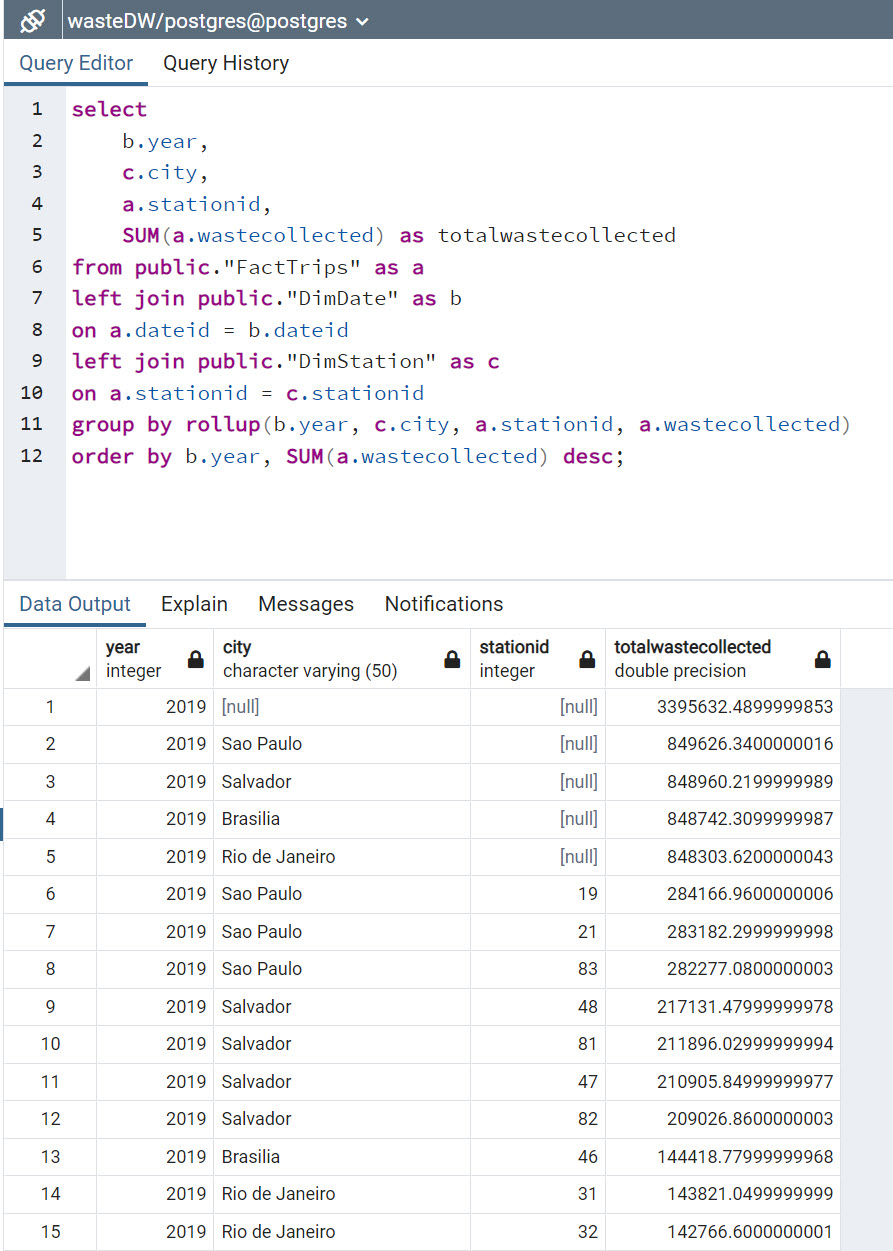 wasteDW/postgres@postgres
Query Editor Query History
1 select
2 b.year,
3 c.city,
4 a.stationid,
5 SUM(a.wastecollected) as totalwastecollected
6 from public."FactTrips" as a
7 left join public."DimDate" as b
8 on a.dateid = b.dateid
9 left join public."DimStation" as c
10 on a.stationid = c.stationid
11 group by rollup(b.year, c.city, a.stationid, a.wastecollected)
12 order by b.year, SUM(a.wastecollected) desc;
Data Output Explain Messages Notifications
year city stationid totalwastecollected
integer character varying (50) integer double precision
1 2019 [null] [null] 3395632.4899999853
2 2019 Sao Paulo [null] 849626.3400000016
3 2019 Salvador [null] 848960.2199999989
4 2019 Brasilia [null] 848742.3099999987
5 2019 Rio de Janeiro [null] 848303.6200000043
6 2019 Sao Paulo 19 284166.9600000006
7 2019 Sao Paulo 21 283182.2999999998
8 2019 Sao Paulo 83 282277.0800000003
9 2019 Salvador 48 217131.47999999978
10 2019 Salvador 81 211896.02999999994
11 2019 Salvador 47 210905.84999999977
12 2019 Salvador 82 209026.8600000003
13 2019 Brasilia 46 144418.77999999968
14 2019 Rio de Janeiro 31 143821.0499999999
15 2019 Rio de Janeiro 32 142766.6000000001